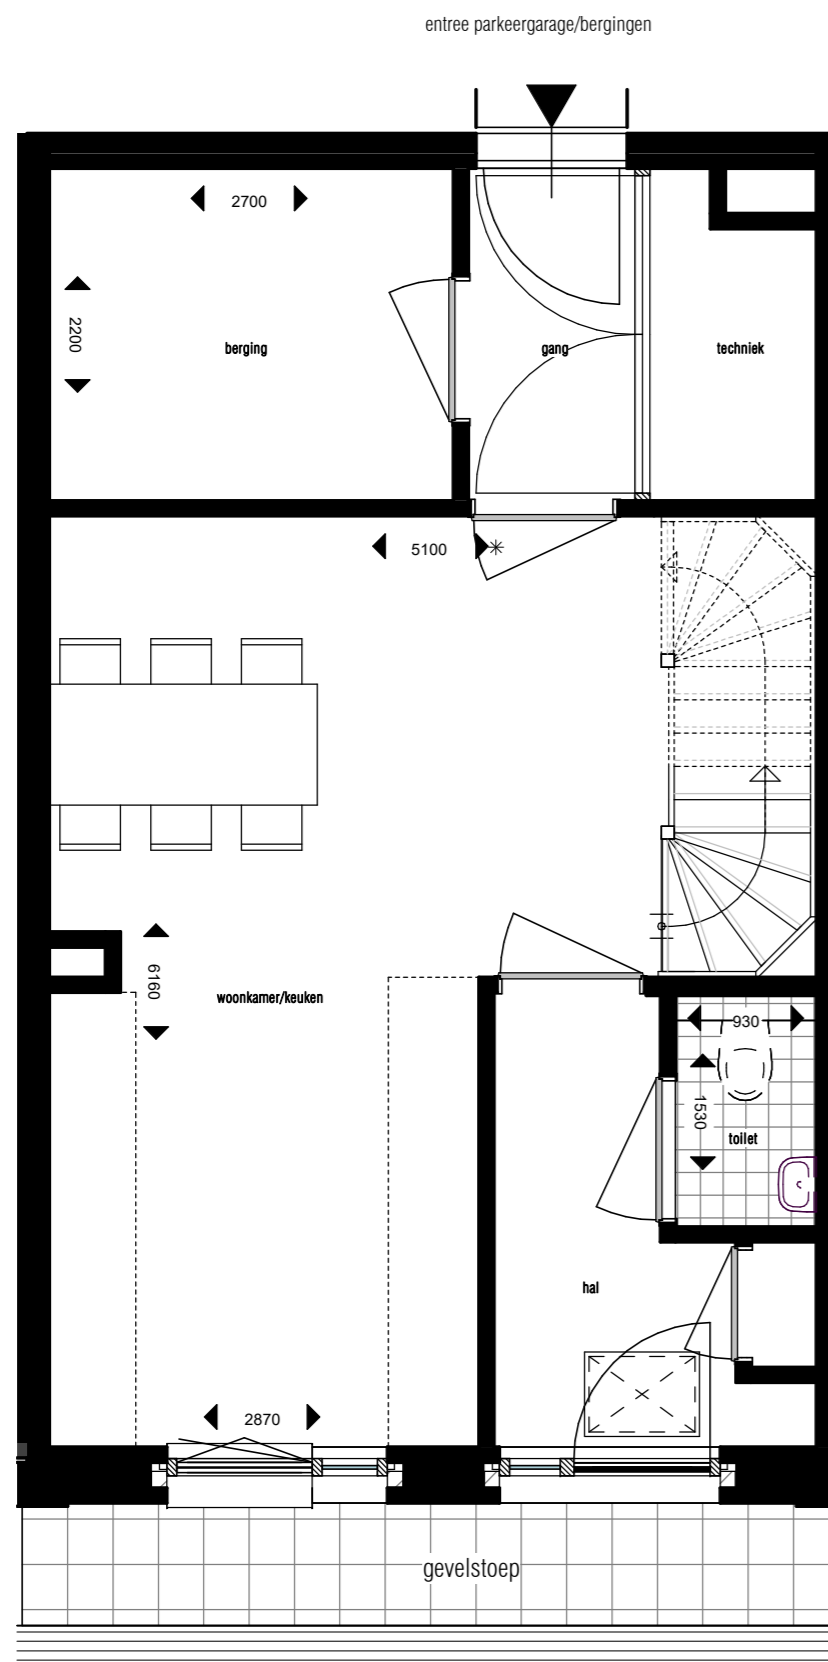 entree parkeergarage/bergingen
2700
2200
berging
gang
techniek
5100
6160
woonkamer/keuken
930
1530
toilet
hal
2870
gevelstoep